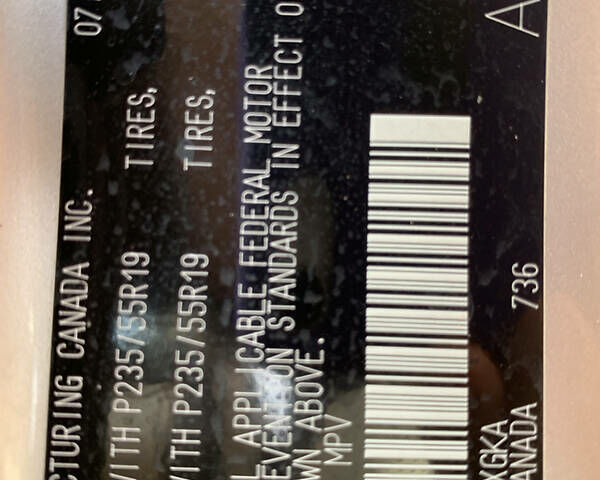 CTURING CANADA INC. 07
WITH P235/55R19 TIRES,
WITH P235/55R19 TIRES,
L APPLICABLE FEDERAL MOTOR
EVENTION STANDARDS IN EFFECT O
WN ABOVE.
MPV
XGKA 736 A
ANADA